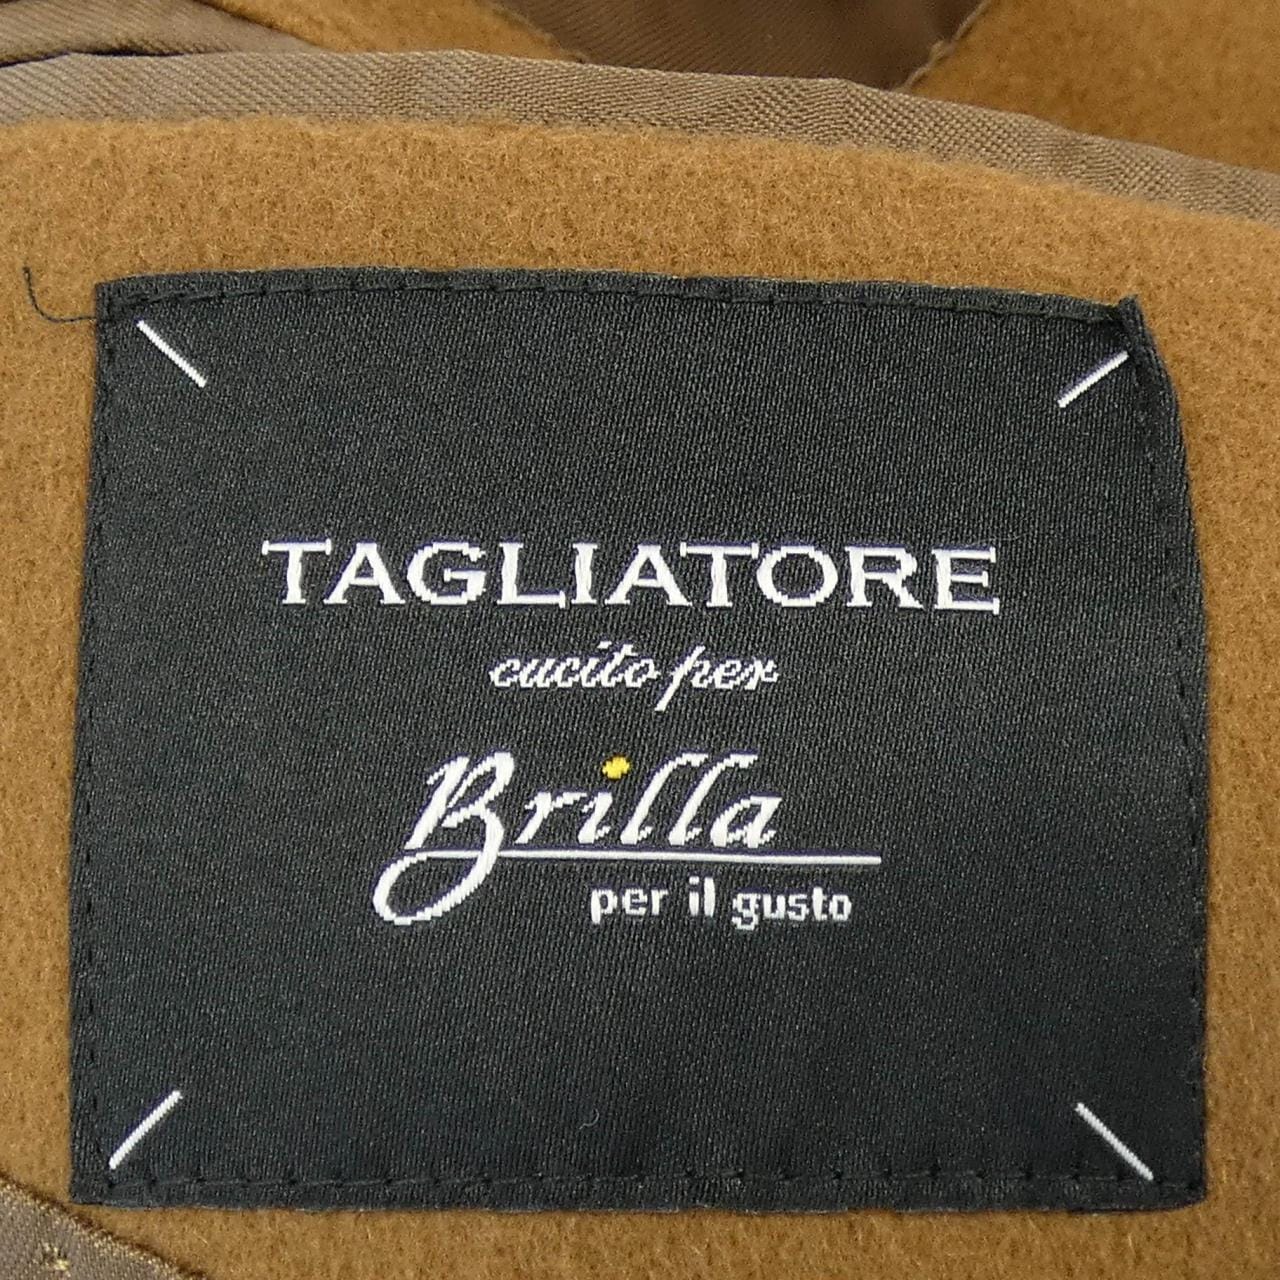 TAGLIATORE
cucito per
Brilla
per il gusto